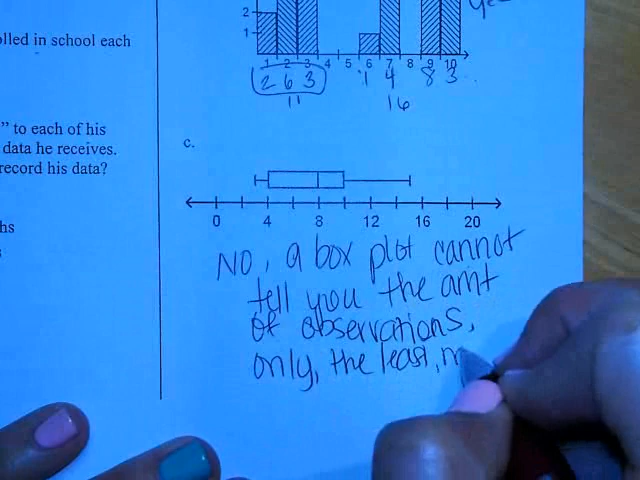 olled in school each
" to each of his
data he receives.
record his data?
hs
2
1
1 2 3 4 5 6 7 8 9 10
2 6 3 1 4 8 3
11
16
c.
0 4 8 12 16 20
NO, a box plot cannot
tell you the amt
of observations,
only, the least, m